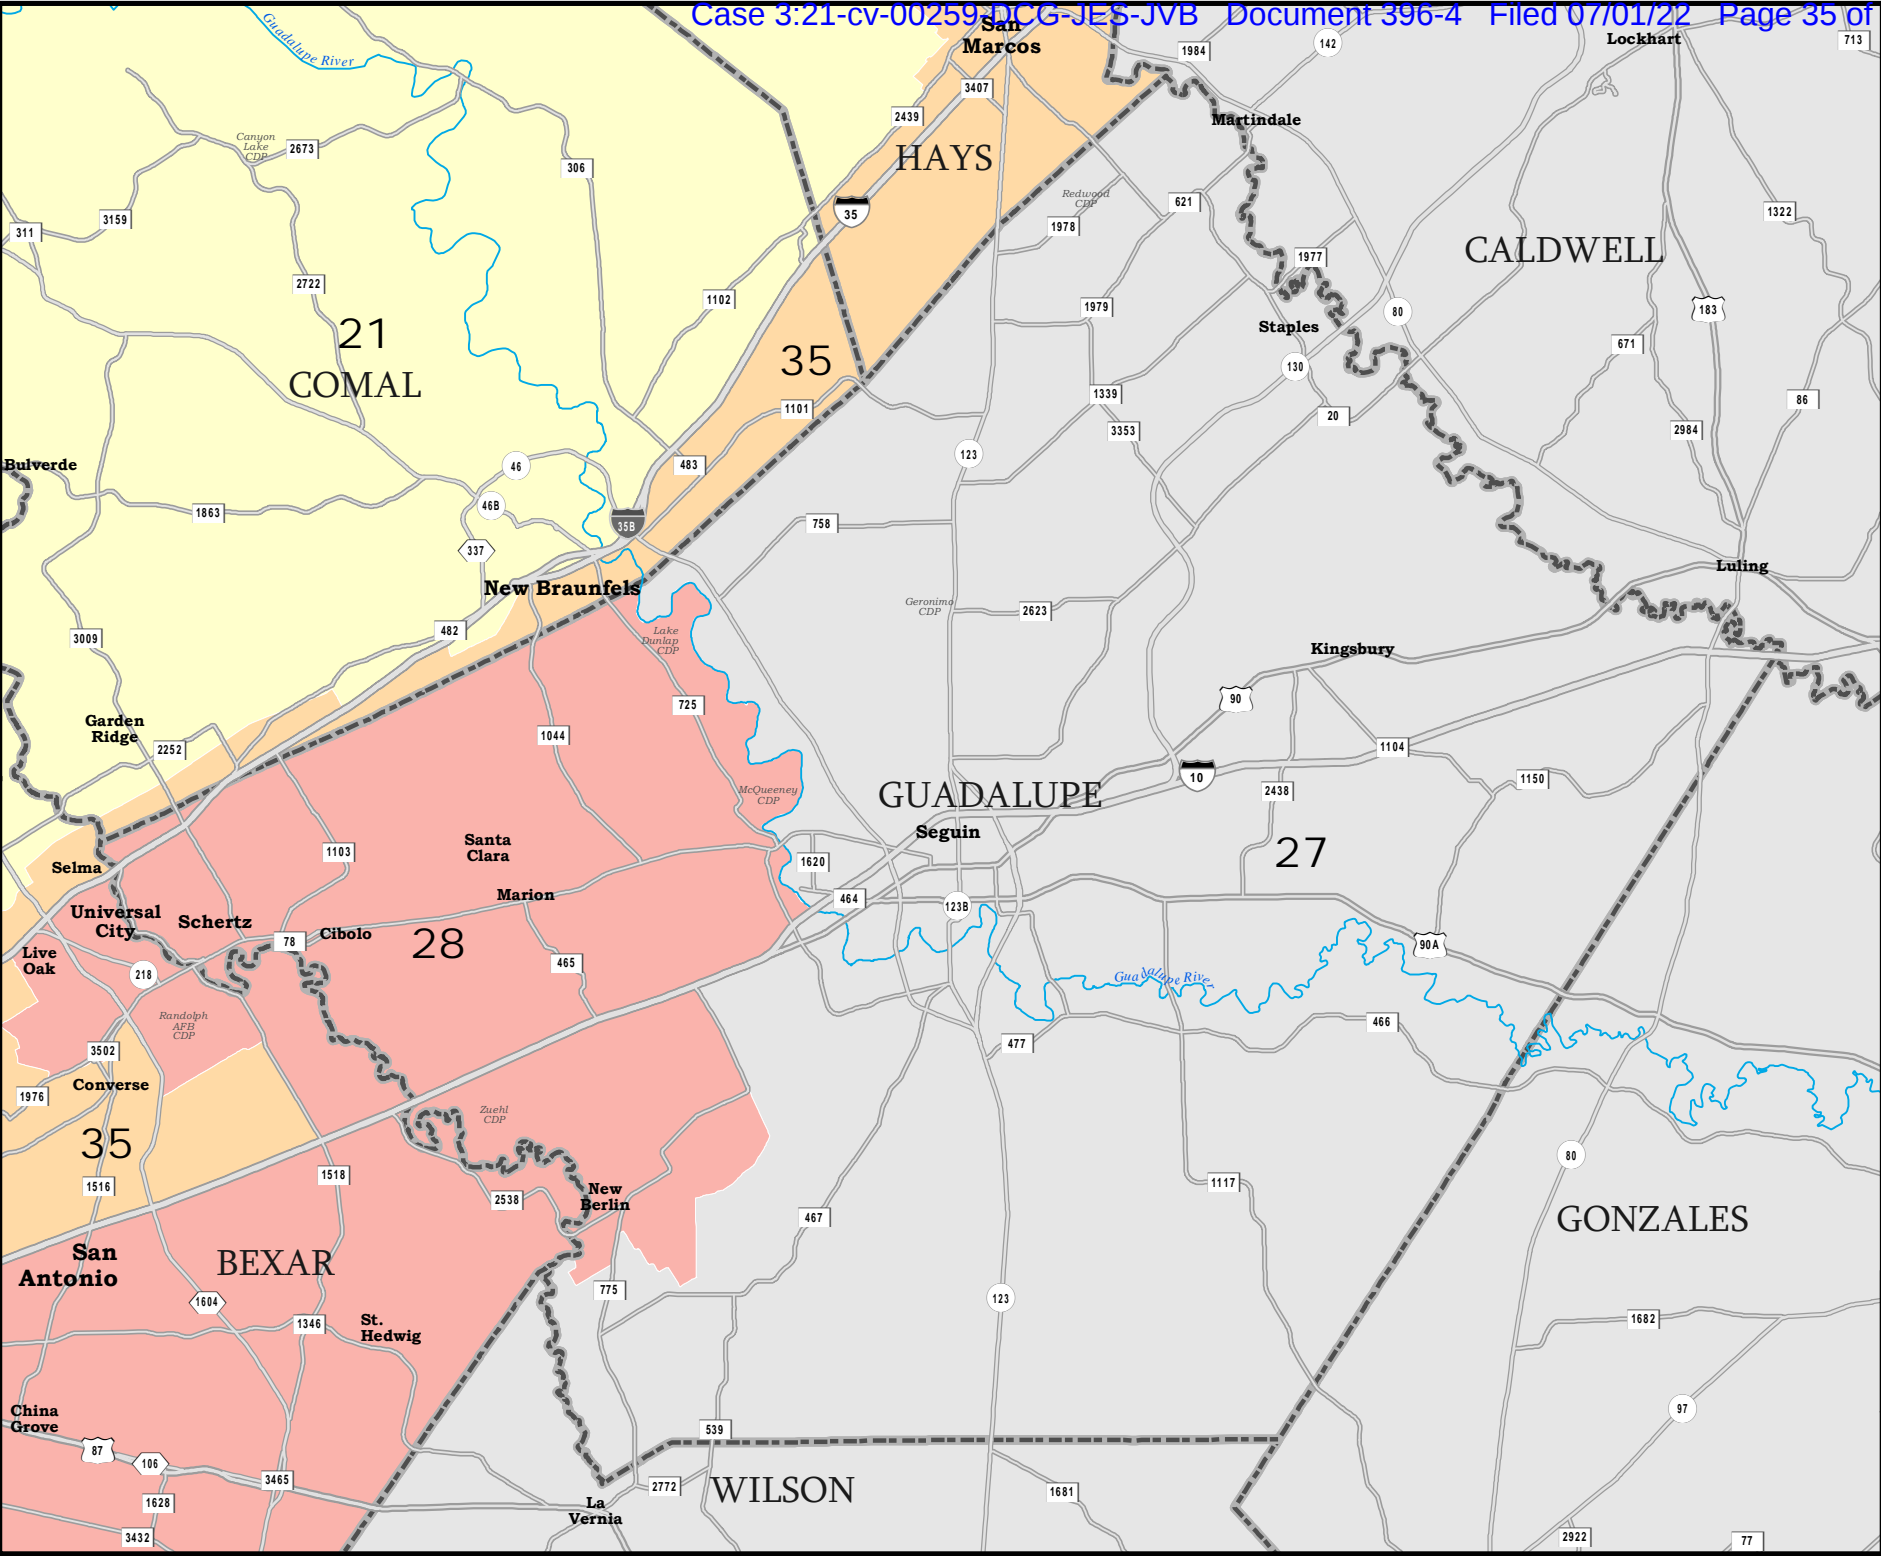 Case 3:21-cv-00259-DCG-JES-JVB Document 396-4 Filed 07/01/22 Page 35 of
San
Marcos
Lockhart
713
1984
142
Guadalupe River
3407
2439
Martindale
HAYS
Canyon
Lake
CDP
2673
306
Redwood
CDP
621
1978
35
3159
311
1322
CALDWELL
1977
2722
1102
1979
80
183
Staples
21
COMAL
35
671
130
1339
86
1101
20
3353
2984
123
Bulverde
46
483
46B
1863
35B
758
337
Luling
New Braunfels
Geronimo
CDP
2623
482
3009
Lake
Dunlap
CDP
Kingsbury
90
725
Garden
Ridge
2252
1044
1104
10
1150
2438
McQueeney
CDP
GUADALUPE
Seguin
27
Santa
Clara
1103
1620
Selma
Marion
464
123B
Universal
City
Schertz
78
Cibolo
28
90A
Live
Oak
218
465
Guadalupe River
Randolph
AFB
CDP
466
477
3502
Converse
1976
Zuehl
CDP
35
80
1518
1516
1117
2538
New
Berlin
467
GONZALES
San
Antonio
BEXAR
775
1604
123
1346
St.
Hedwig
1682
China
Grove
97
87
539
106
3465
2772
WILSON
1681
1628
La
Vernia
3432
2922
77